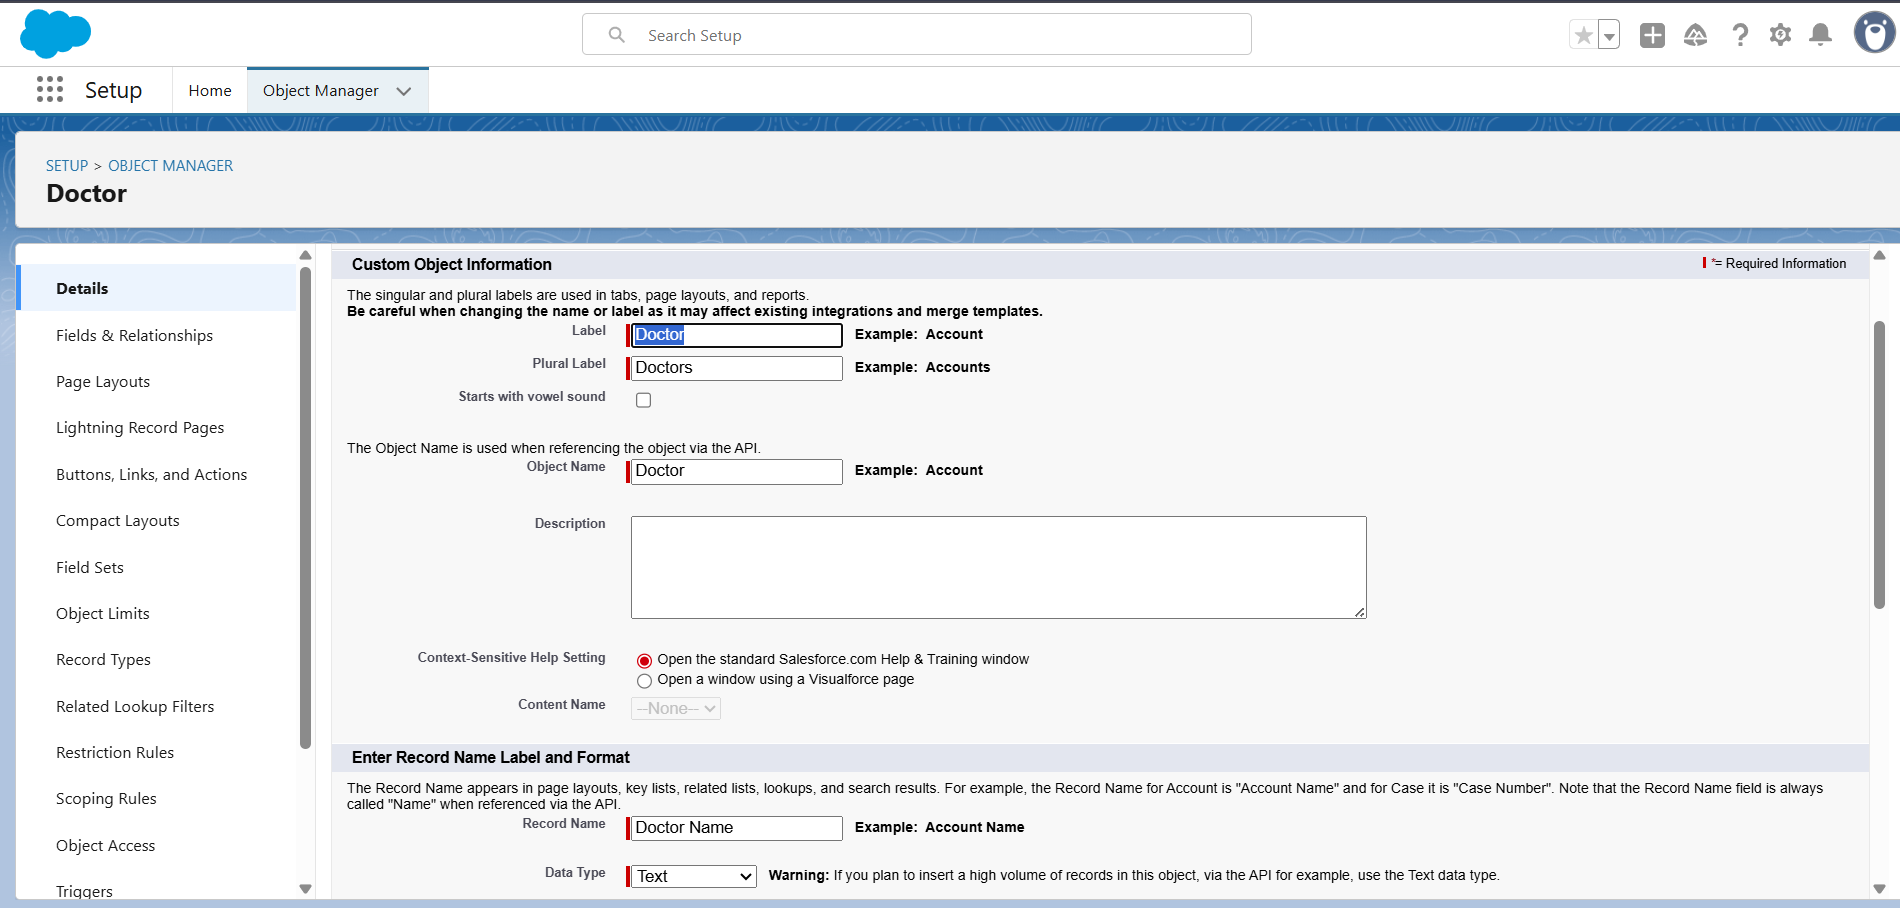 Search Setup
Setup
Home
Object Manager
SETUP > OBJECT MANAGER
Doctor
Details
Fields & Relationships
Page Layouts
Lightning Record Pages
Buttons, Links, and Actions
Compact Layouts
Field Sets
Object Limits
Record Types
Related Lookup Filters
Restriction Rules
Scoping Rules
Object Access
Triggers
Custom Object Information
*= Required Information
The singular and plural labels are used in tabs, page layouts, and reports.
Be careful when changing the name or label as it may affect existing integrations and merge templates.
Label Doctor Example: Account
Plural Label Doctors Example: Accounts
Starts with vowel sound
The Object Name is used when referencing the object via the API.
Object Name Doctor Example: Account
Description
Context-Sensitive Help Setting Open the standard Salesforce.com Help & Training window
Open a window using a Visualforce page
Content Name --None--
Enter Record Name Label and Format
The Record Name appears in page layouts, key lists, related lists, lookups, and search results. For example, the Record Name for Account is "Account Name" and for Case it is "Case Number". Note that the Record Name field is always
called "Name" when referenced via the API.
Record Name Doctor Name Example: Account Name
Data Type Text Warning: If you plan to insert a high volume of records in this object, via the API for example, use the Text data type.